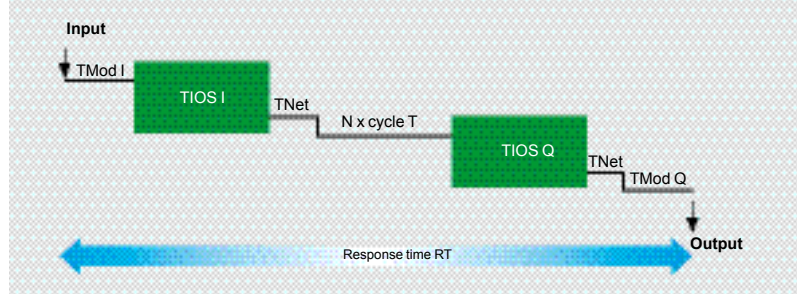 Input
TMod I
TIOS I
TNet
N x cycle T
TIOS Q
TNet
TMod Q
Output
Response time RT